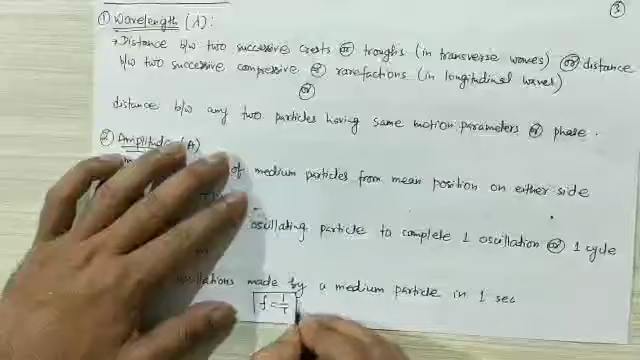 3
① Wavelength (λ):
→ Distance b/w two successive crests or troughs (in transverse waves) or distance
b/w two successive compressive or rarefactions (in longitudinal waves)
or
distance b/w any two particles having same motion parameters or phase.
② Amplitude (A)
of medium particles from mean position on either side
oscillating particle to complete 1 oscillation or 1 cycle
oscillations made by a medium particle in 1 sec
f = 1/T